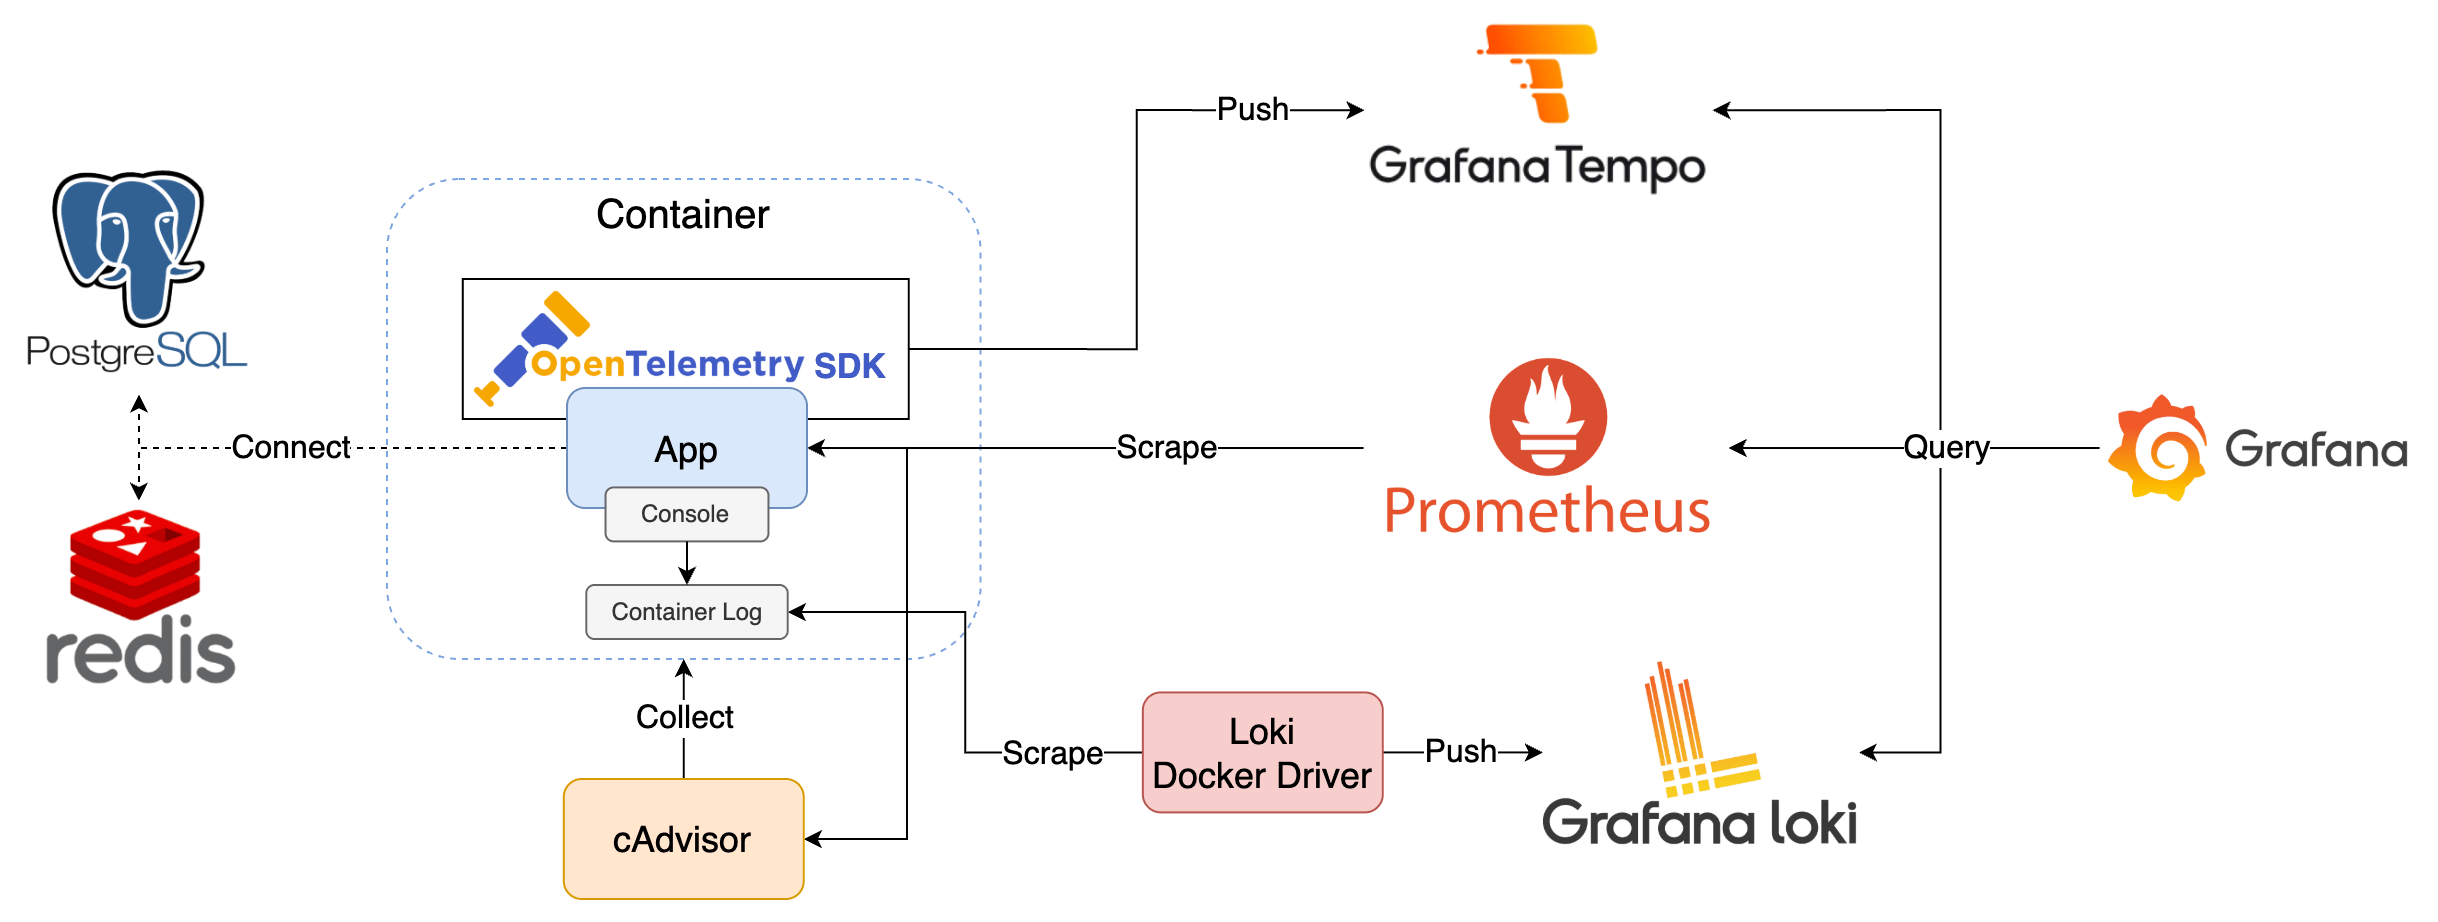 Push
Grafana Tempo
Container
PostgreSQL
OpenTelemetry SDK
Connect
App
Scrape
Prometheus
Query
Grafana
Console
Container Log
redis
Collect
Scrape
Loki
Docker Driver
Push
Grafana loki
cAdvisor